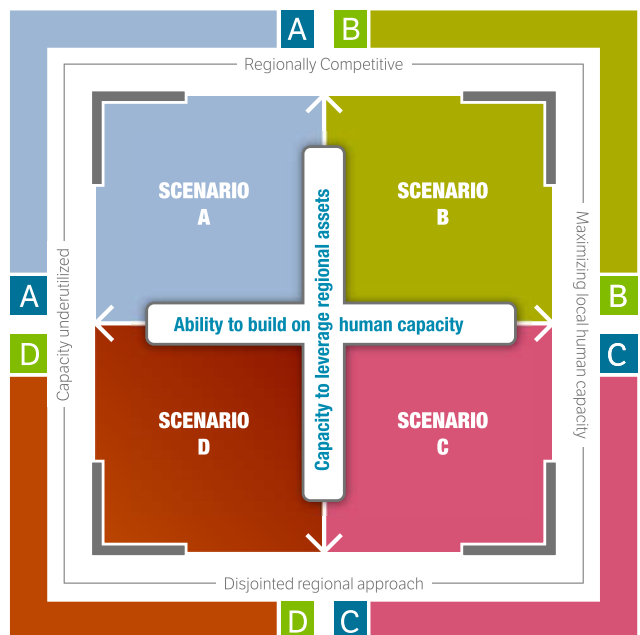 A B
Regionally Competitive
SCENARIO
A
SCENARIO
B
Capacity to leverage regional assets
Capacity underutilized
Maximizing local human capacity
A
B
Ability to build on human capacity
D
C
SCENARIO
D
SCENARIO
C
Disjointed regional approach
D C